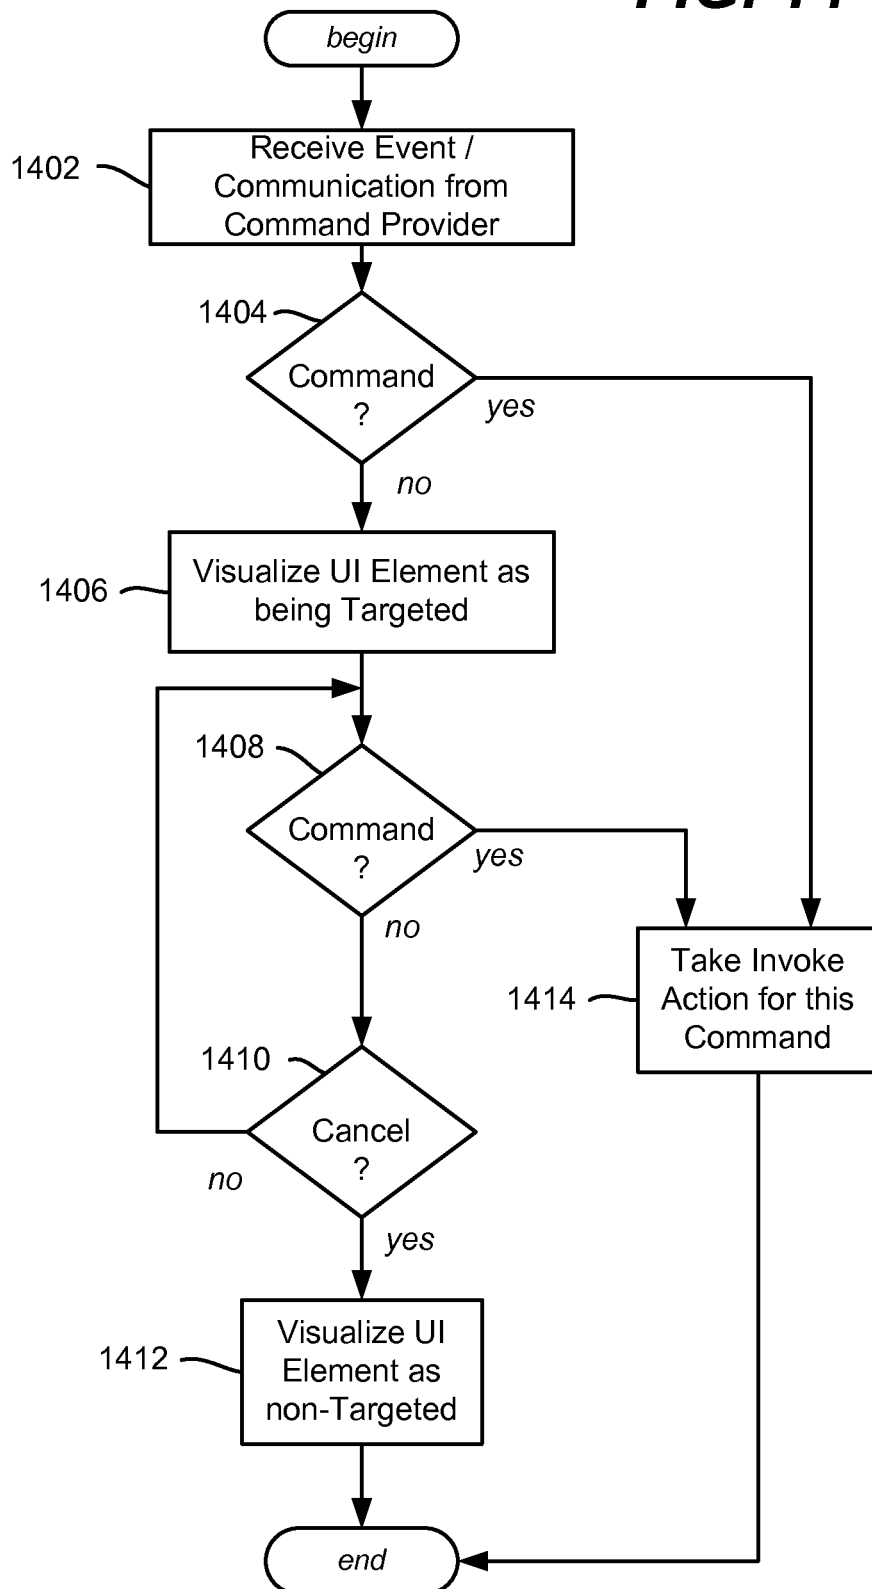 begin
1402
Receive Event /
Communication from
Command Provider
1404
Command
?
yes
no
1406
Visualize UI Element as
being Targeted
1408
Command
?
yes
no
1414
Take Invoke
Action for this
Command
1410
Cancel
?
no
yes
1412
Visualize UI
Element as
non-Targeted
end